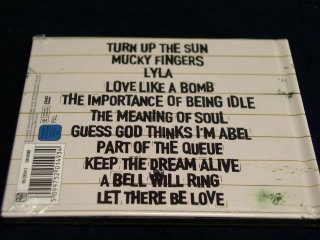 TURN UP THE SUN
MUCKY FINGERS
LYLA
LOVE LIKE A BOMB
THE IMPORTANCE OF BEING IDLE
THE MEANING OF SOUL
GUESS GOD THINKS I'M ABEL
PART OF THE QUEUE
KEEP THE DREAM ALIVE
A BELL WILL RING
LET THERE BE LOVE